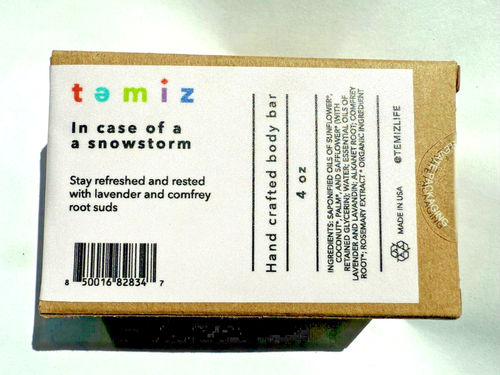 təmiz
In case of a
a snowstorm
Stay refreshed and rested
with lavender and comfrey
root suds
8 50016 82834 7
Hand crafted body bar
4 oz
INGREDIENTS: SAPONIFIED OILS OF SUNFLOWER*,
COCONUT*, PALM*, AND SAFFLOWER* (WITH
RETAINED GLYCERIN); WATER; ESSENTIAL OILS OF
LAVENDER AND LAVANDIN; ALKANET ROOT; COMFREY
ROOT*; ROSEMARY EXTRACT * ORGANIC INGREDIENT
MADE IN USA
@TEMIZLIFE